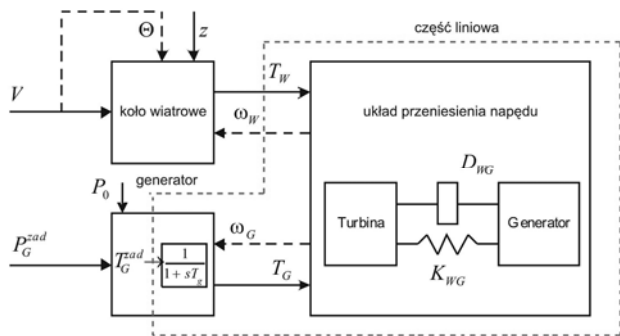 część liniowa
Θ
z
V
koło wiatrowe
T_W
ω_W
układ przeniesienia napędu
P_0
generator
D_WG
Turbina
Generator
K_WG
P_G^zad
T_G^zad
1
1 + sT_g
ω_G
T_G